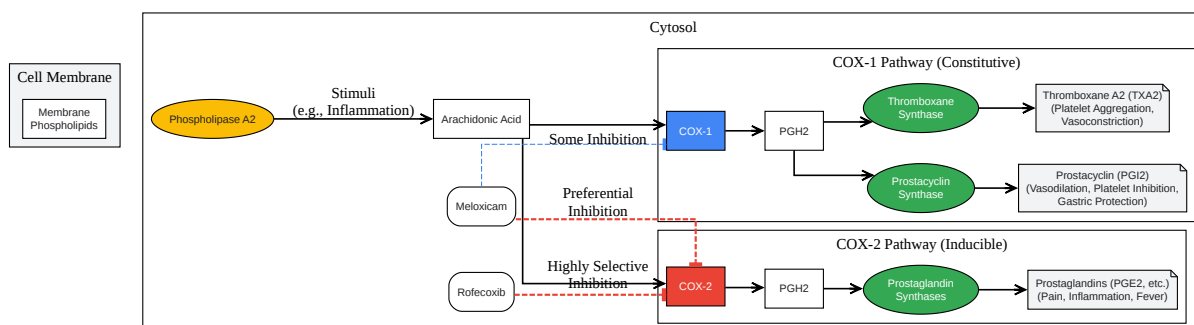 Cytosol
Cell Membrane
Membrane
Phospholipids
Phospholipase A2
Stimuli
(e.g., Inflammation)
Arachidonic Acid
COX-1 Pathway (Constitutive)
COX-1
PGH2
Thromboxane
Synthase
Thromboxane A2 (TXA2)
(Platelet Aggregation,
Vasoconstriction)
Prostacyclin
Synthase
Prostacyclin (PGI2)
(Vasodilation, Platelet Inhibition,
Gastric Protection)
Some Inhibition
Meloxicam
Preferential
Inhibition
COX-2 Pathway (Inducible)
Highly Selective
Inhibition
Rofecoxib
COX-2
PGH2
Prostaglandin
Synthases
Prostaglandins (PGE2, etc.)
(Pain, Inflammation, Fever)